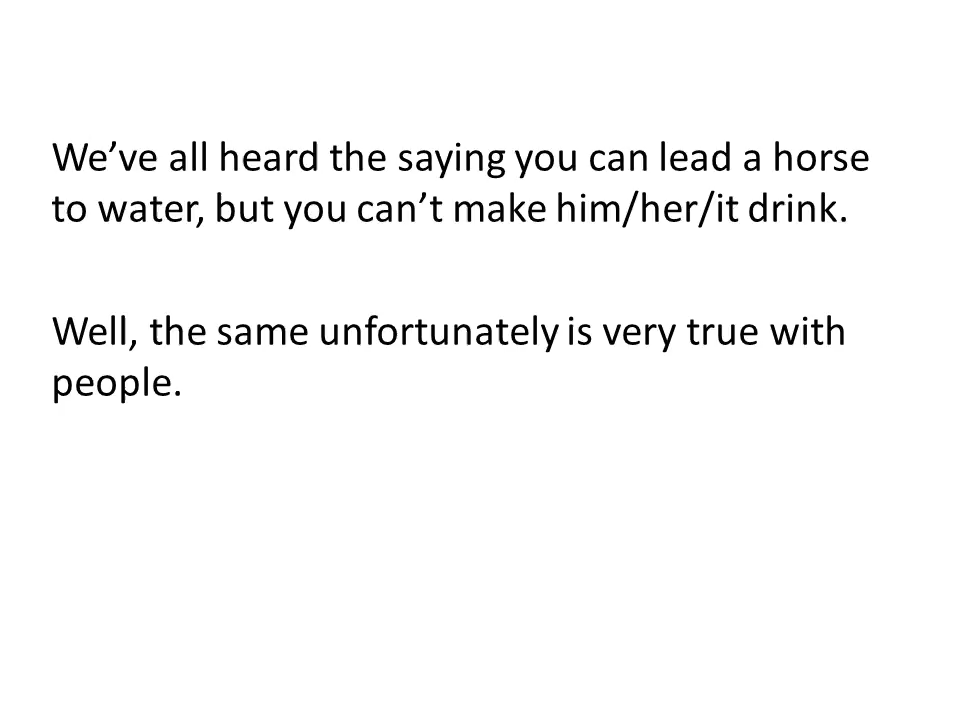 We’ve all heard the saying you can lead a horse
to water, but you can’t make him/her/it drink.
Well, the same unfortunately is very true with
people.